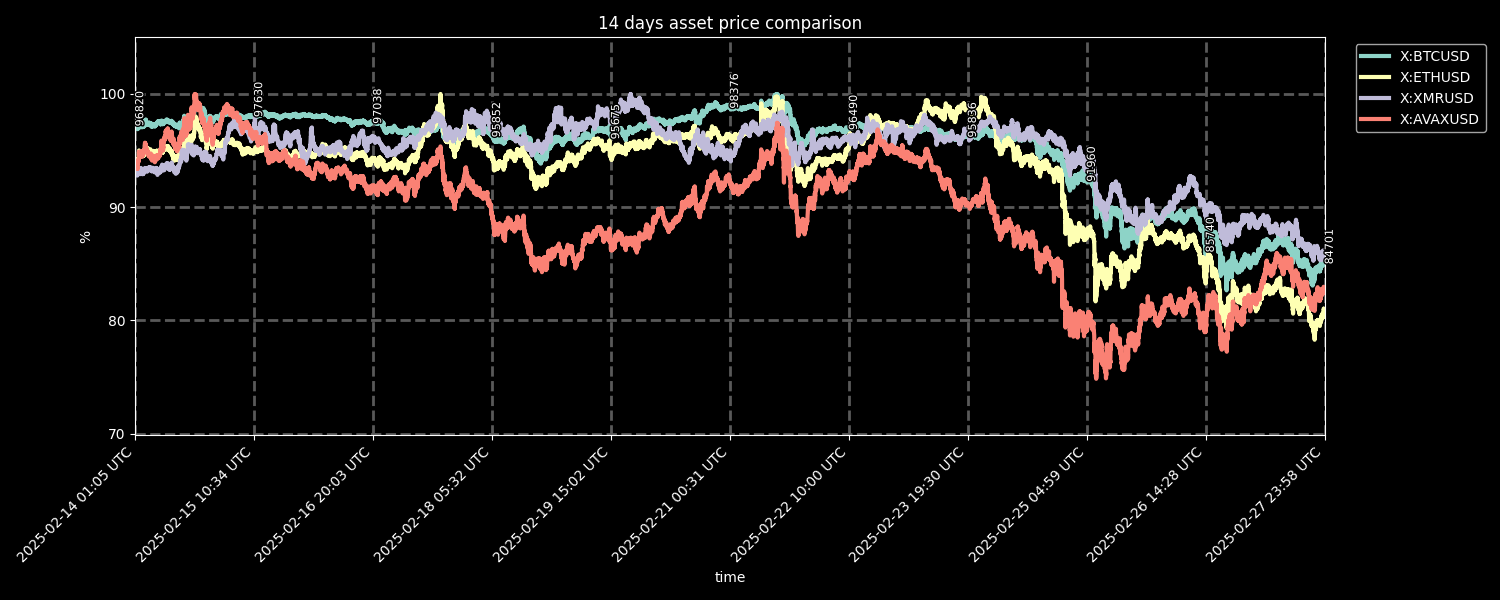 14 days asset price comparison
X:BTCUSD
X:ETHUSD
X:XMRUSD
X:AVAXUSD
100
90
80
70
%
96820
97630
97038
95852
95675
98376
96490
95836
91960
85740
84701
2025-02-14 01:05 UTC
2025-02-15 10:34 UTC
2025-02-16 20:03 UTC
2025-02-18 05:32 UTC
2025-02-19 15:02 UTC
2025-02-21 00:31 UTC
2025-02-22 10:00 UTC
2025-02-23 19:30 UTC
2025-02-25 04:59 UTC
2025-02-26 14:28 UTC
2025-02-27 23:58 UTC
time